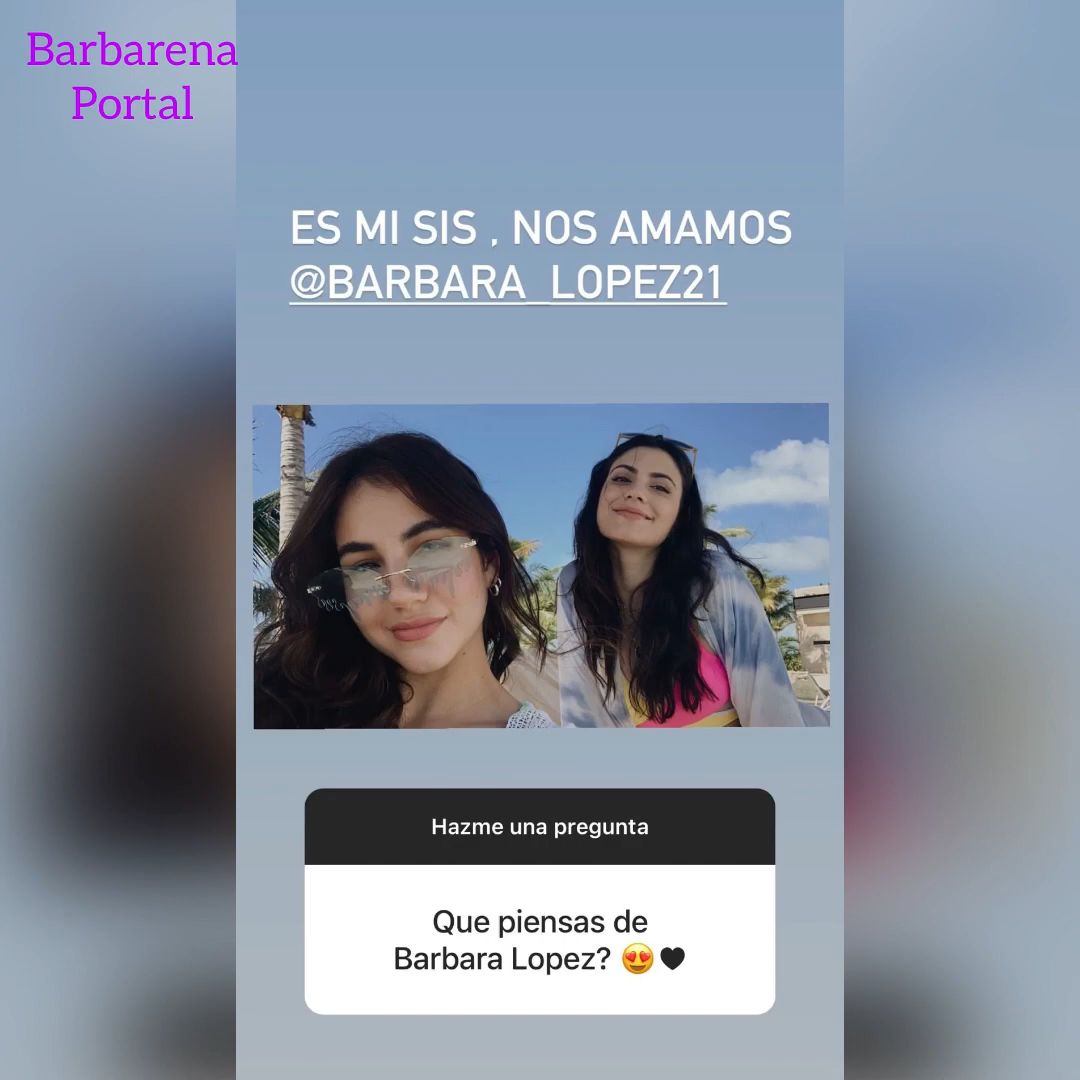 Barbarena
Portal
ES MI SIS , NOS AMAMOS
@BARBARA_LOPEZ21
Hazme una pregunta
Que piensas de
Barbara Lopez? 😍🖤